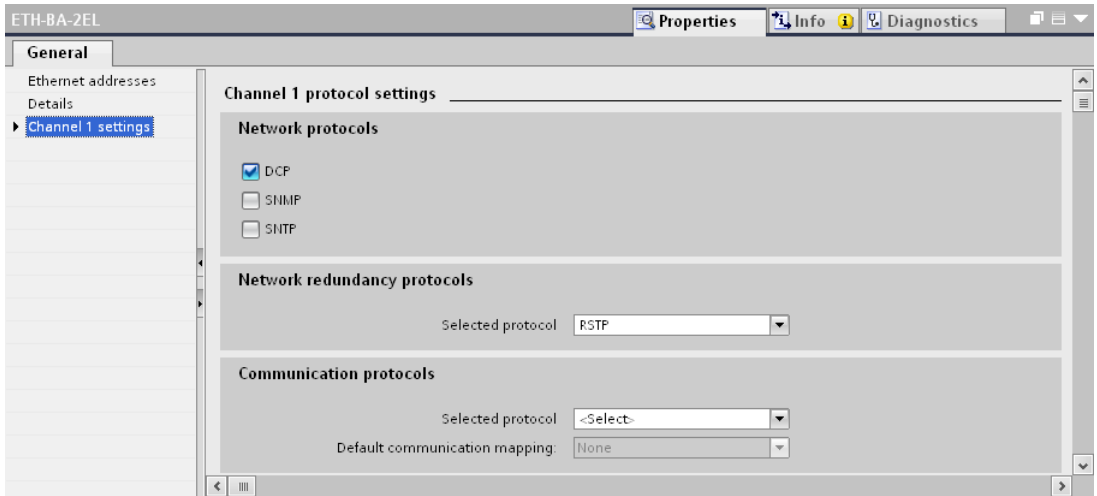 ETH-BA-2EL
Properties
Info
Diagnostics
General
Ethernet addresses
Details
Channel 1 settings
Channel 1 protocol settings
Network protocols
DCP
SNMP
SNTP
Network redundancy protocols
Selected protocol RSTP
Communication protocols
Selected protocol <Select>
Default communication mapping: None